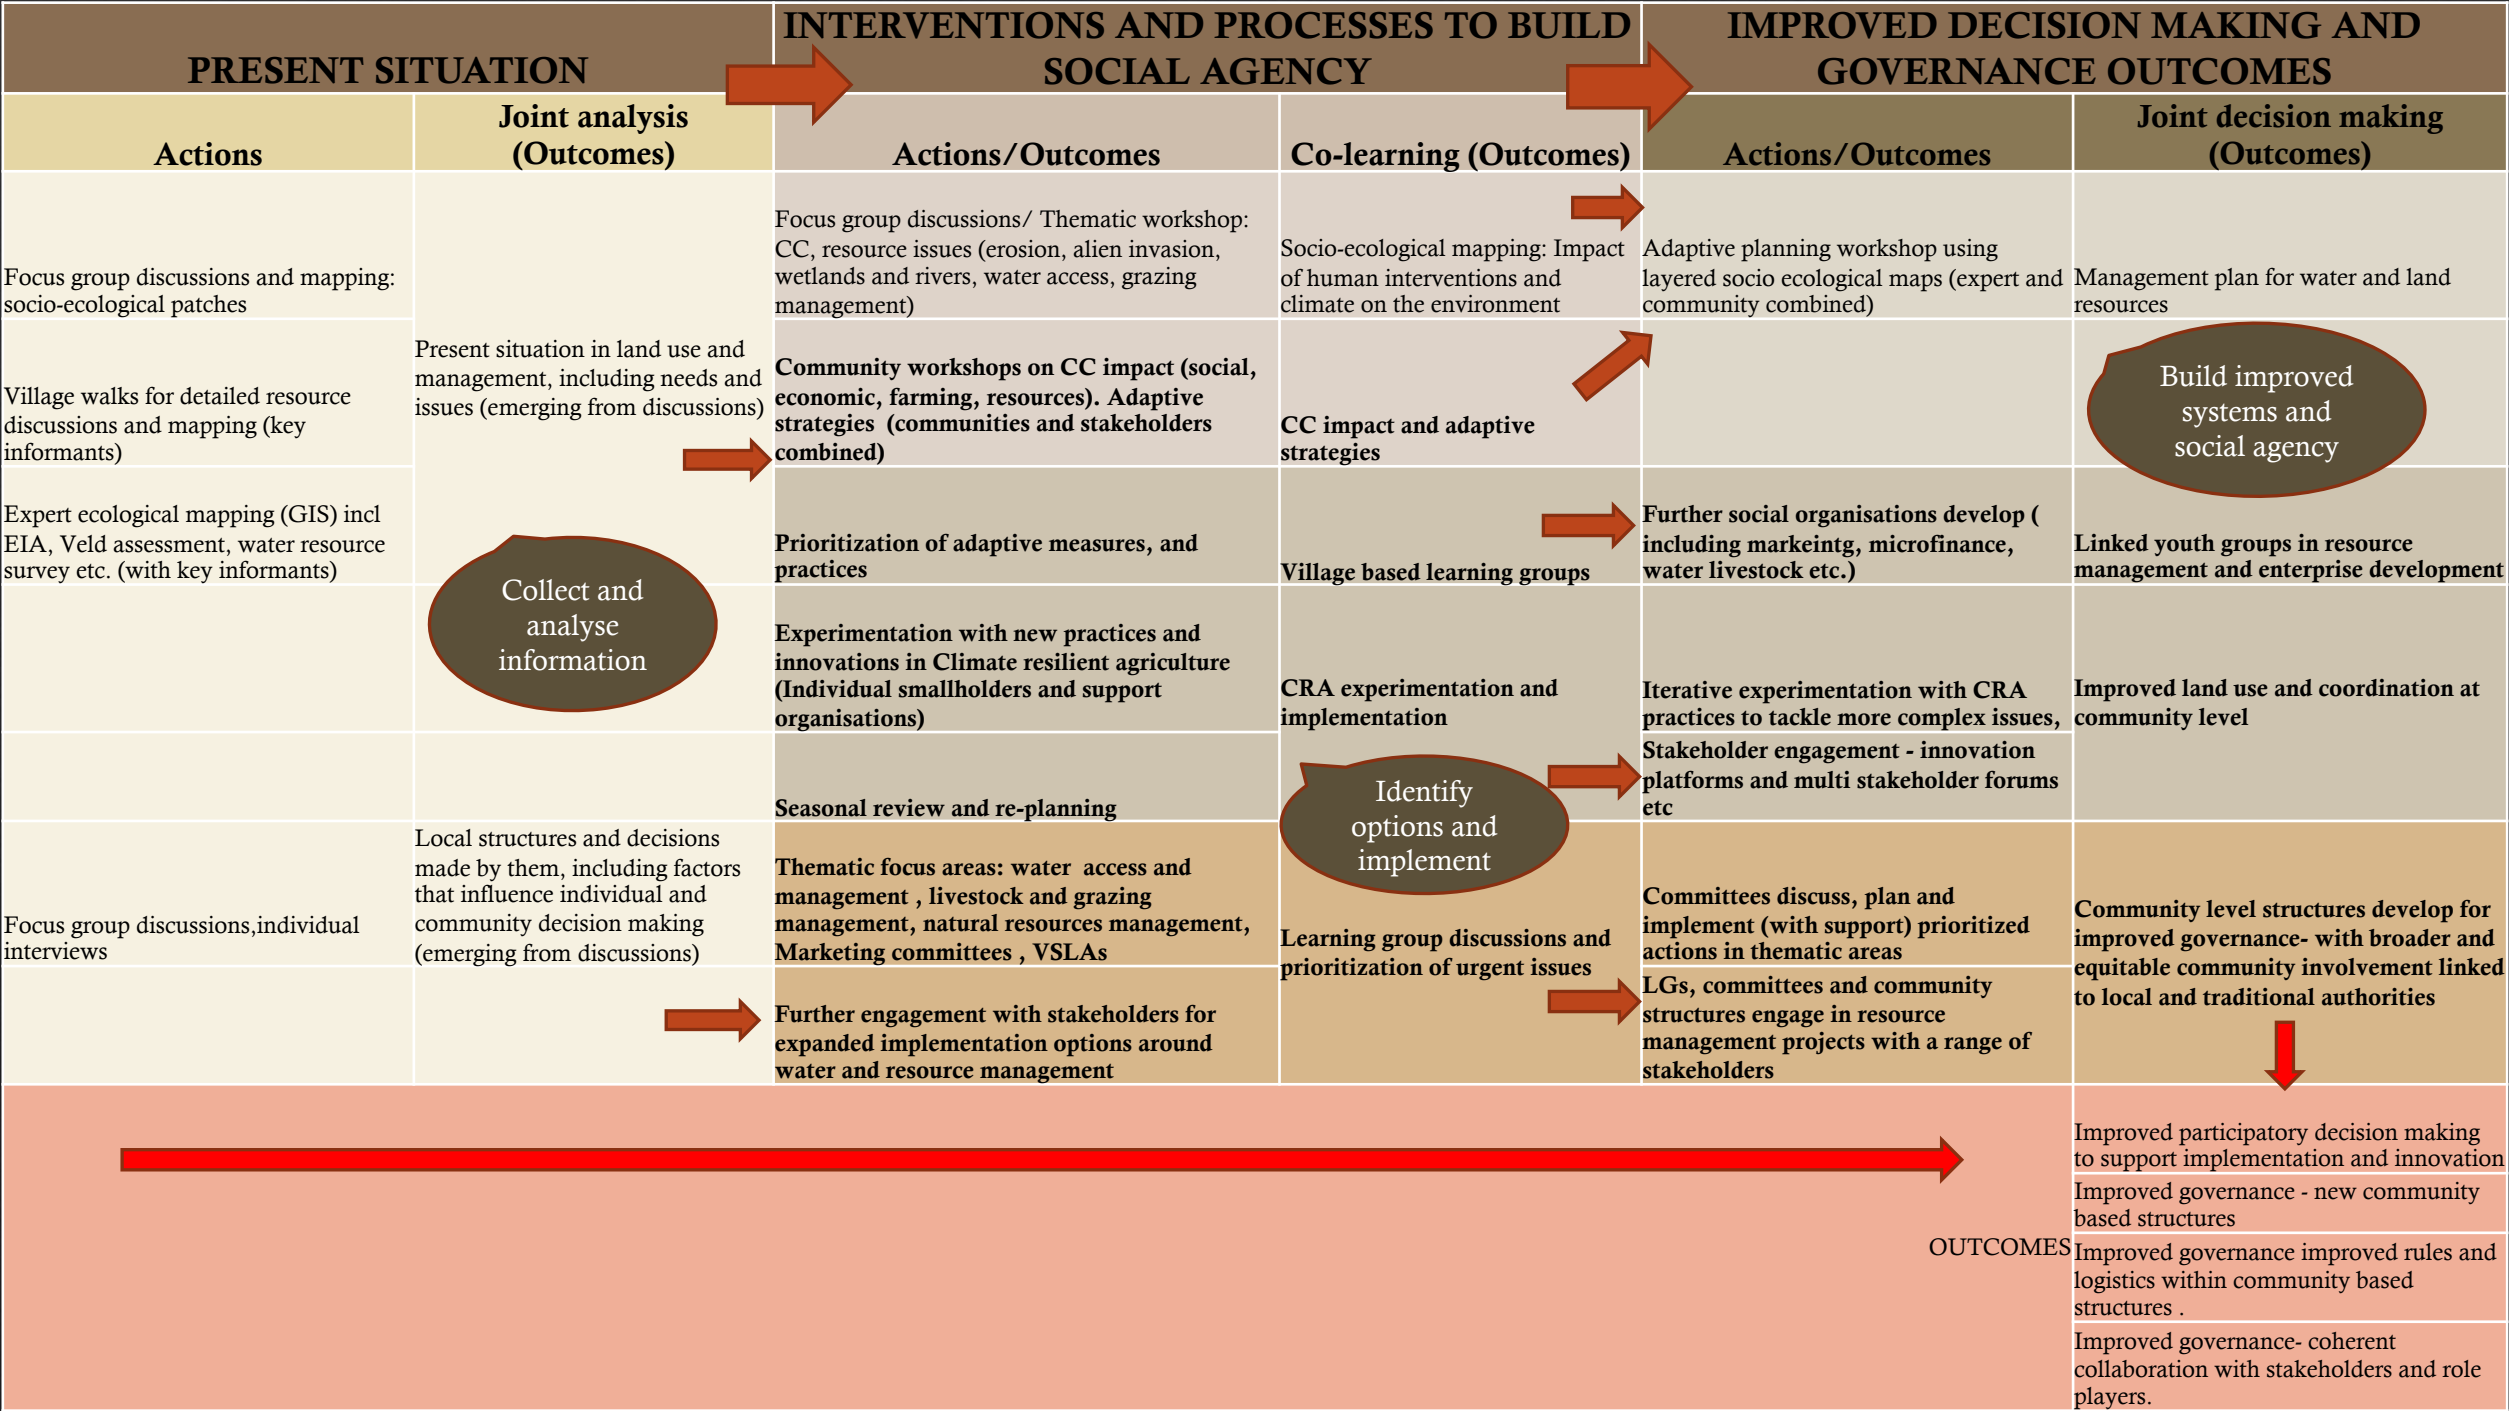 PRESENT SITUATION
INTERVENTIONS AND PROCESSES TO BUILD
SOCIAL AGENCY
IMPROVED DECISION MAKING AND
GOVERNANCE OUTCOMES
Actions
Joint analysis
(Outcomes)
Actions/Outcomes
Co-learning (Outcomes)
Actions/Outcomes
Joint decision making
(Outcomes)
Focus group discussions and mapping:
socio-ecological patches
Present situation in land use and
management, including needs and
issues (emerging from discussions)
Focus group discussions/ Thematic workshop:
CC, resource issues (erosion, alien invasion,
wetlands and rivers, water access, grazing
management)
Socio-ecological mapping: Impact
of human interventions and
climate on the environment
Adaptive planning workshop using
layered socio ecological maps (expert and
community combined)
Management plan for water and land
resources
Village walks for detailed resource
discussions and mapping (key
informants)
Community workshops on CC impact (social,
economic, farming, resources). Adaptive
strategies (communities and stakeholders
combined)
CC impact and adaptive
strategies
Build improved
systems and
social agency
Expert ecological mapping (GIS) incl
EIA, Veld assessment, water resource
survey etc. (with key informants)
Collect and
analyse
information
Prioritization of adaptive measures, and
practices
Village based learning groups
Further social organisations develop (
including markeintg, microfinance,
water livestock etc.)
Linked youth groups in resource
management and enterprise development
Experimentation with new practices and
innovations in Climate resilient agriculture
(Individual smallholders and support
organisations)
CRA experimentation and
implementation
Iterative experimentation with CRA
practices to tackle more complex issues,
Improved land use and coordination at
community level
Seasonal review and re-planning
Identify
options and
implement
Stakeholder engagement - innovation
platforms and multi stakeholder forums
etc
Focus group discussions,individual
interviews
Local structures and decisions
made by them, including factors
that influence individual and
community decision making
(emerging from discussions)
Thematic focus areas: water access and
management , livestock and grazing
management, natural resources management,
Marketing committees , VSLAs
Learning group discussions and
prioritization of urgent issues
Committees discuss, plan and
implement (with support) prioritized
actions in thematic areas
Community level structures develop for
improved governance- with broader and
equitable community involvement linked
to local and traditional authorities
Further engagement with stakeholders for
expanded implementation options around
water and resource management
LGs, committees and community
structures engage in resource
management projects with a range of
stakeholders
OUTCOMES
Improved participatory decision making
to support implementation and innovation
Improved governance - new community
based structures
Improved governance improved rules and
logistics within community based
structures .
Improved governance- coherent
collaboration with stakeholders and role
players.